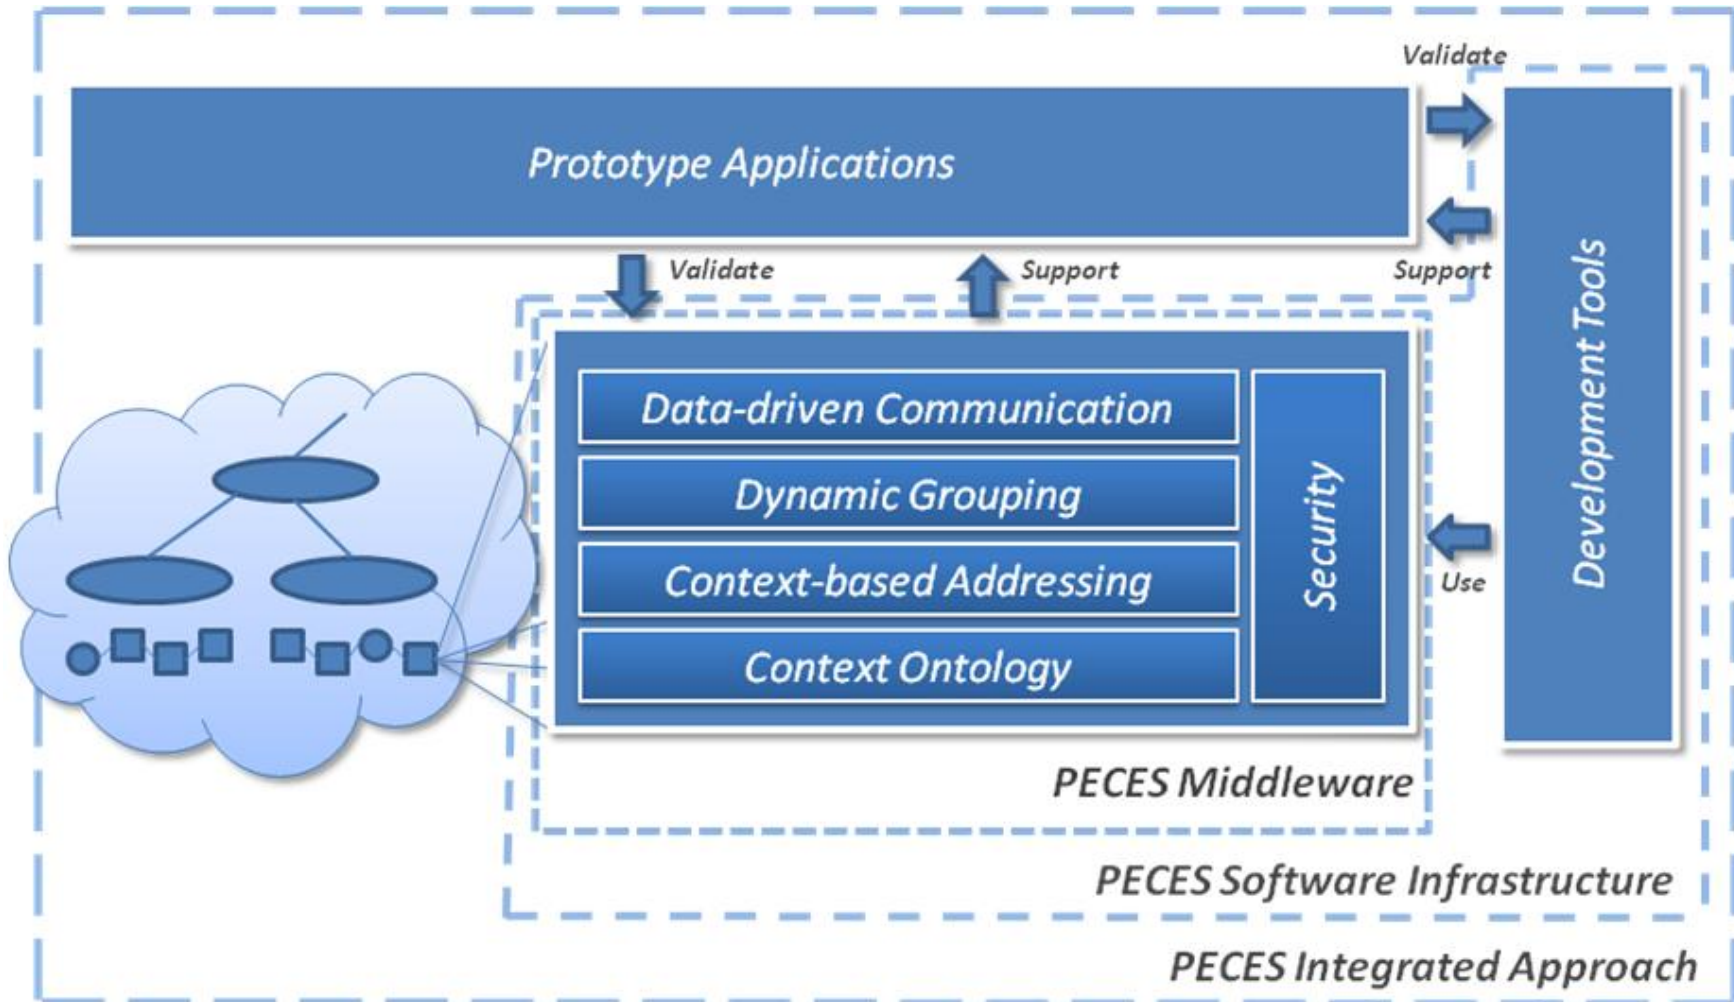 Validate
Prototype Applications
Validate
Support
Support
Development Tools
Data-driven Communication
Dynamic Grouping
Context-based Addressing
Context Ontology
Security
Use
PECES Middleware
PECES Software Infrastructure
PECES Integrated Approach